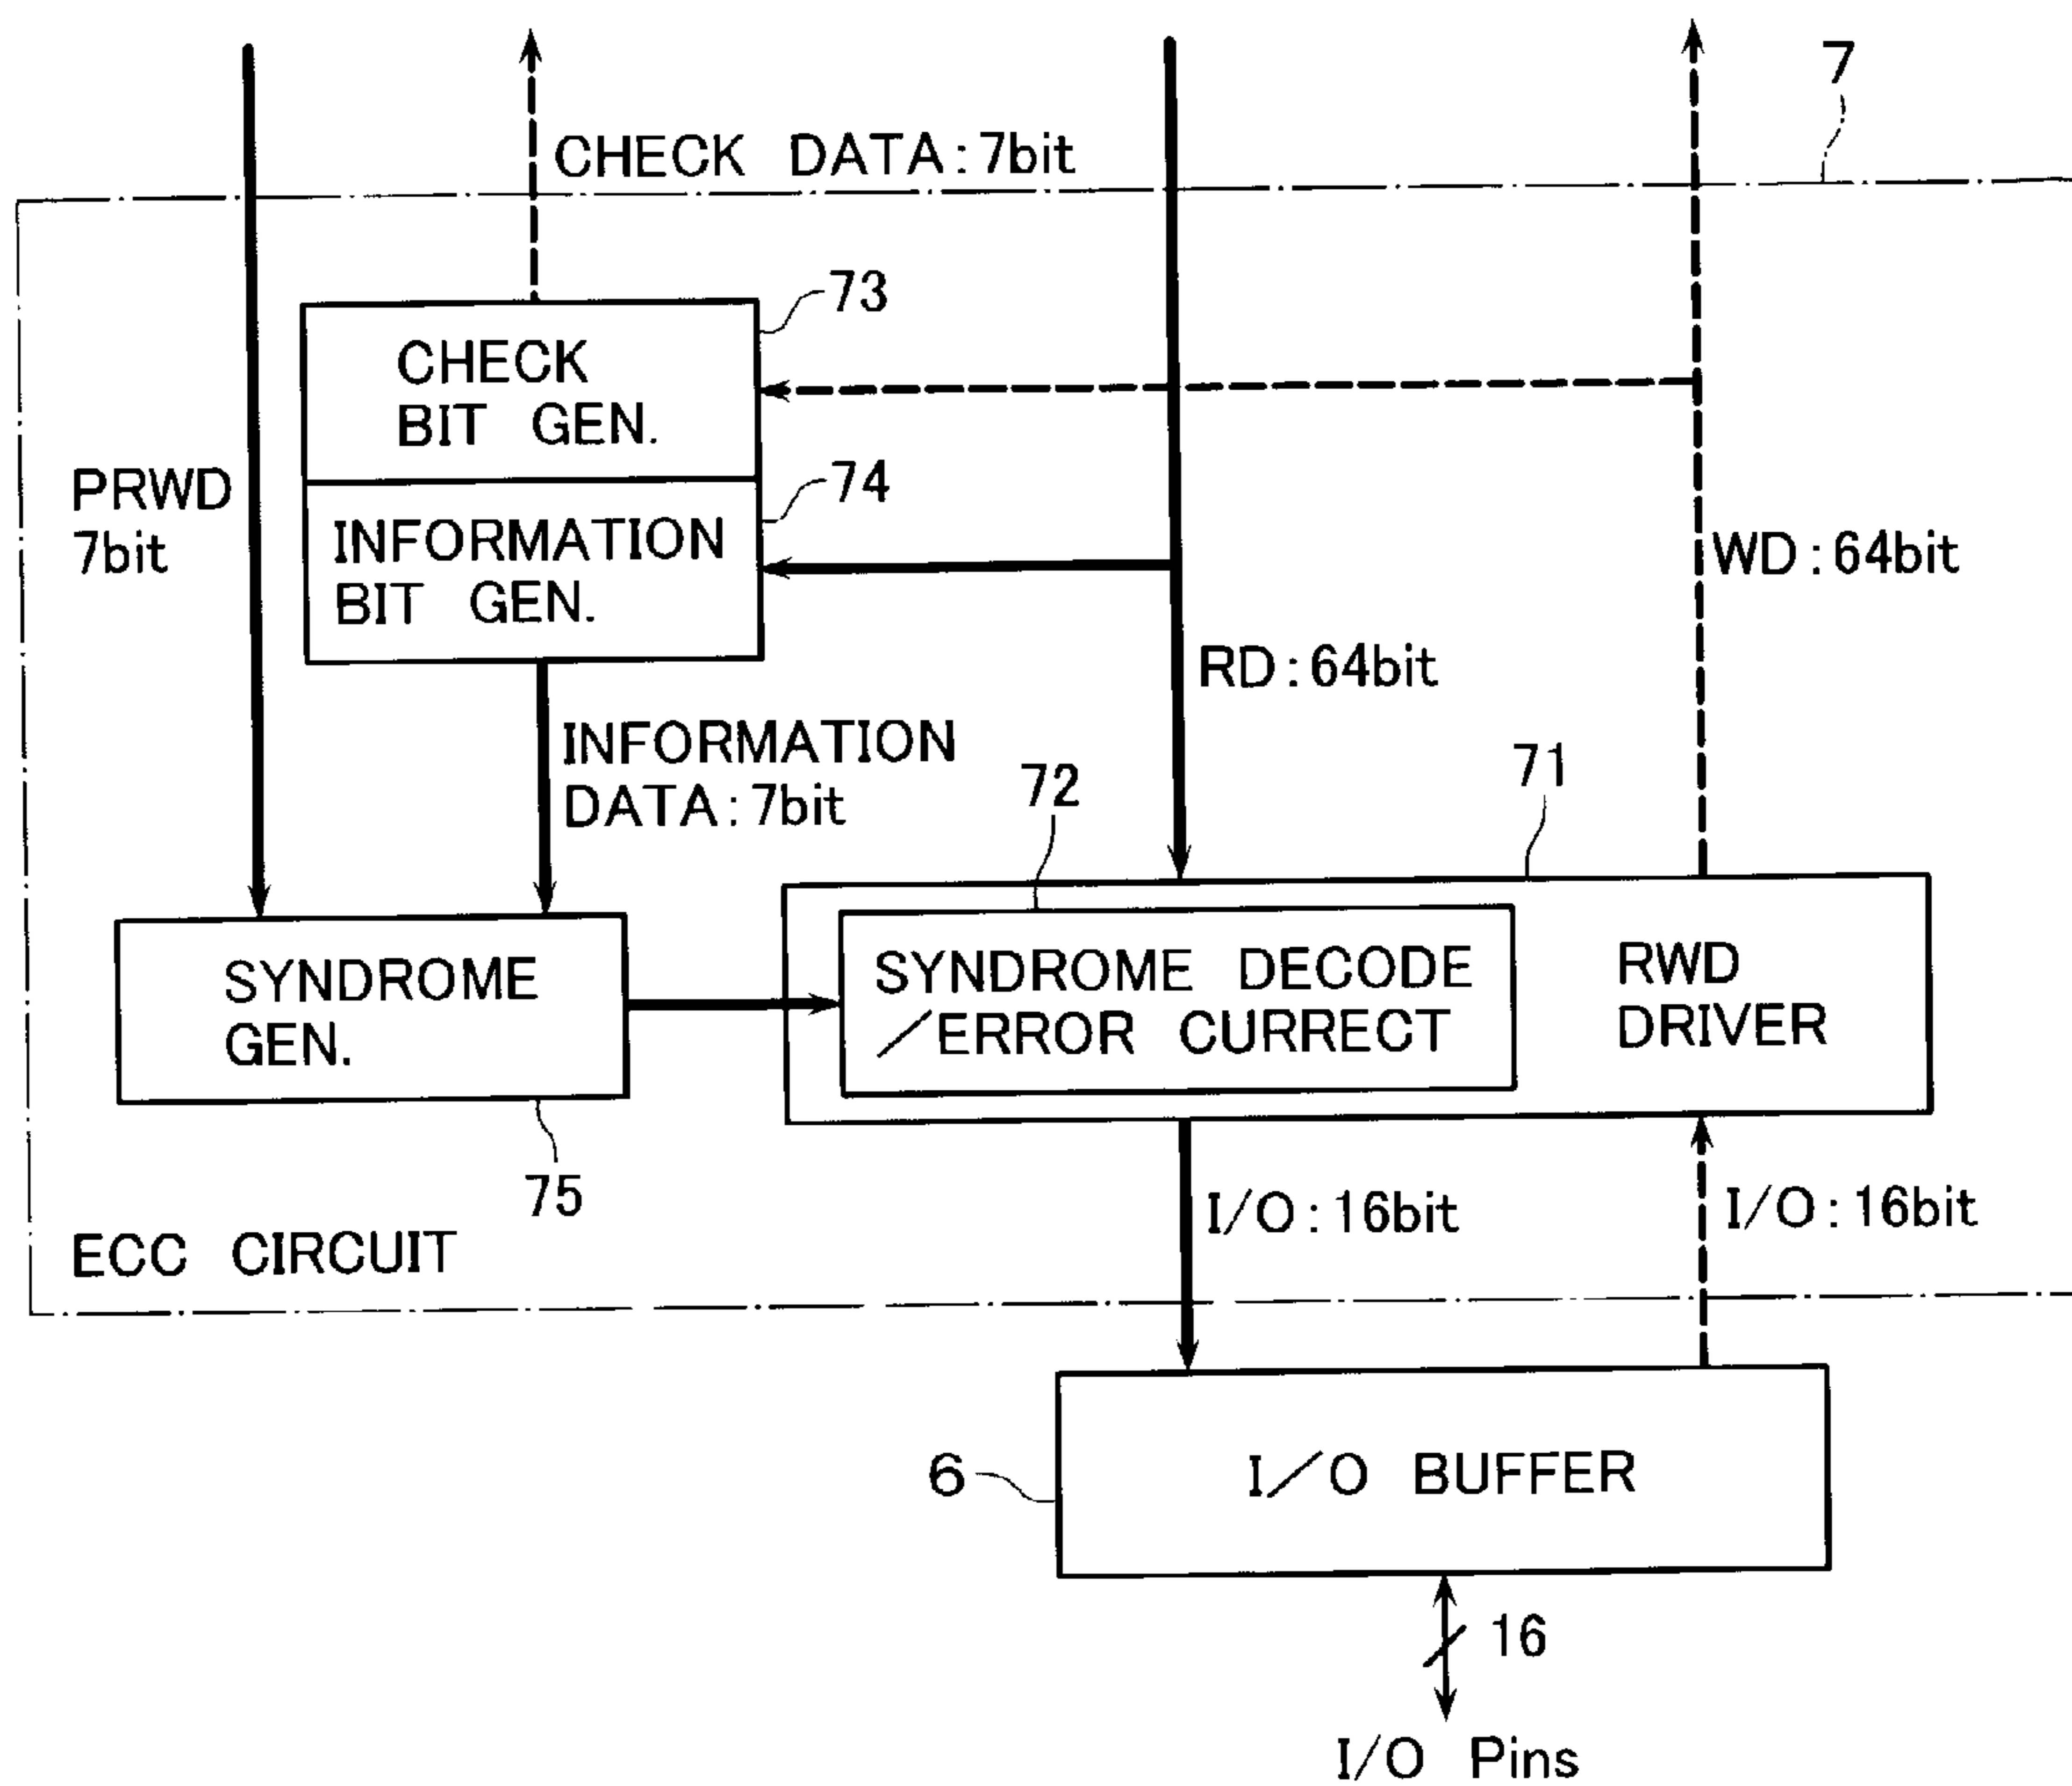 7
CHECK DATA: 7bit
73
CHECK
BIT GEN.
74
PRWD
7bit
INFORMATION
BIT GEN.
WD: 64bit
RD: 64bit
INFORMATION
DATA: 7bit
72
71
SYNDROME
GEN.
SYNDROME DECODE
/ERROR CURRECT
RWD
DRIVER
75
I/O: 16bit
I/O: 16bit
ECC CIRCUIT
6
I/O BUFFER
16
I/O Pins